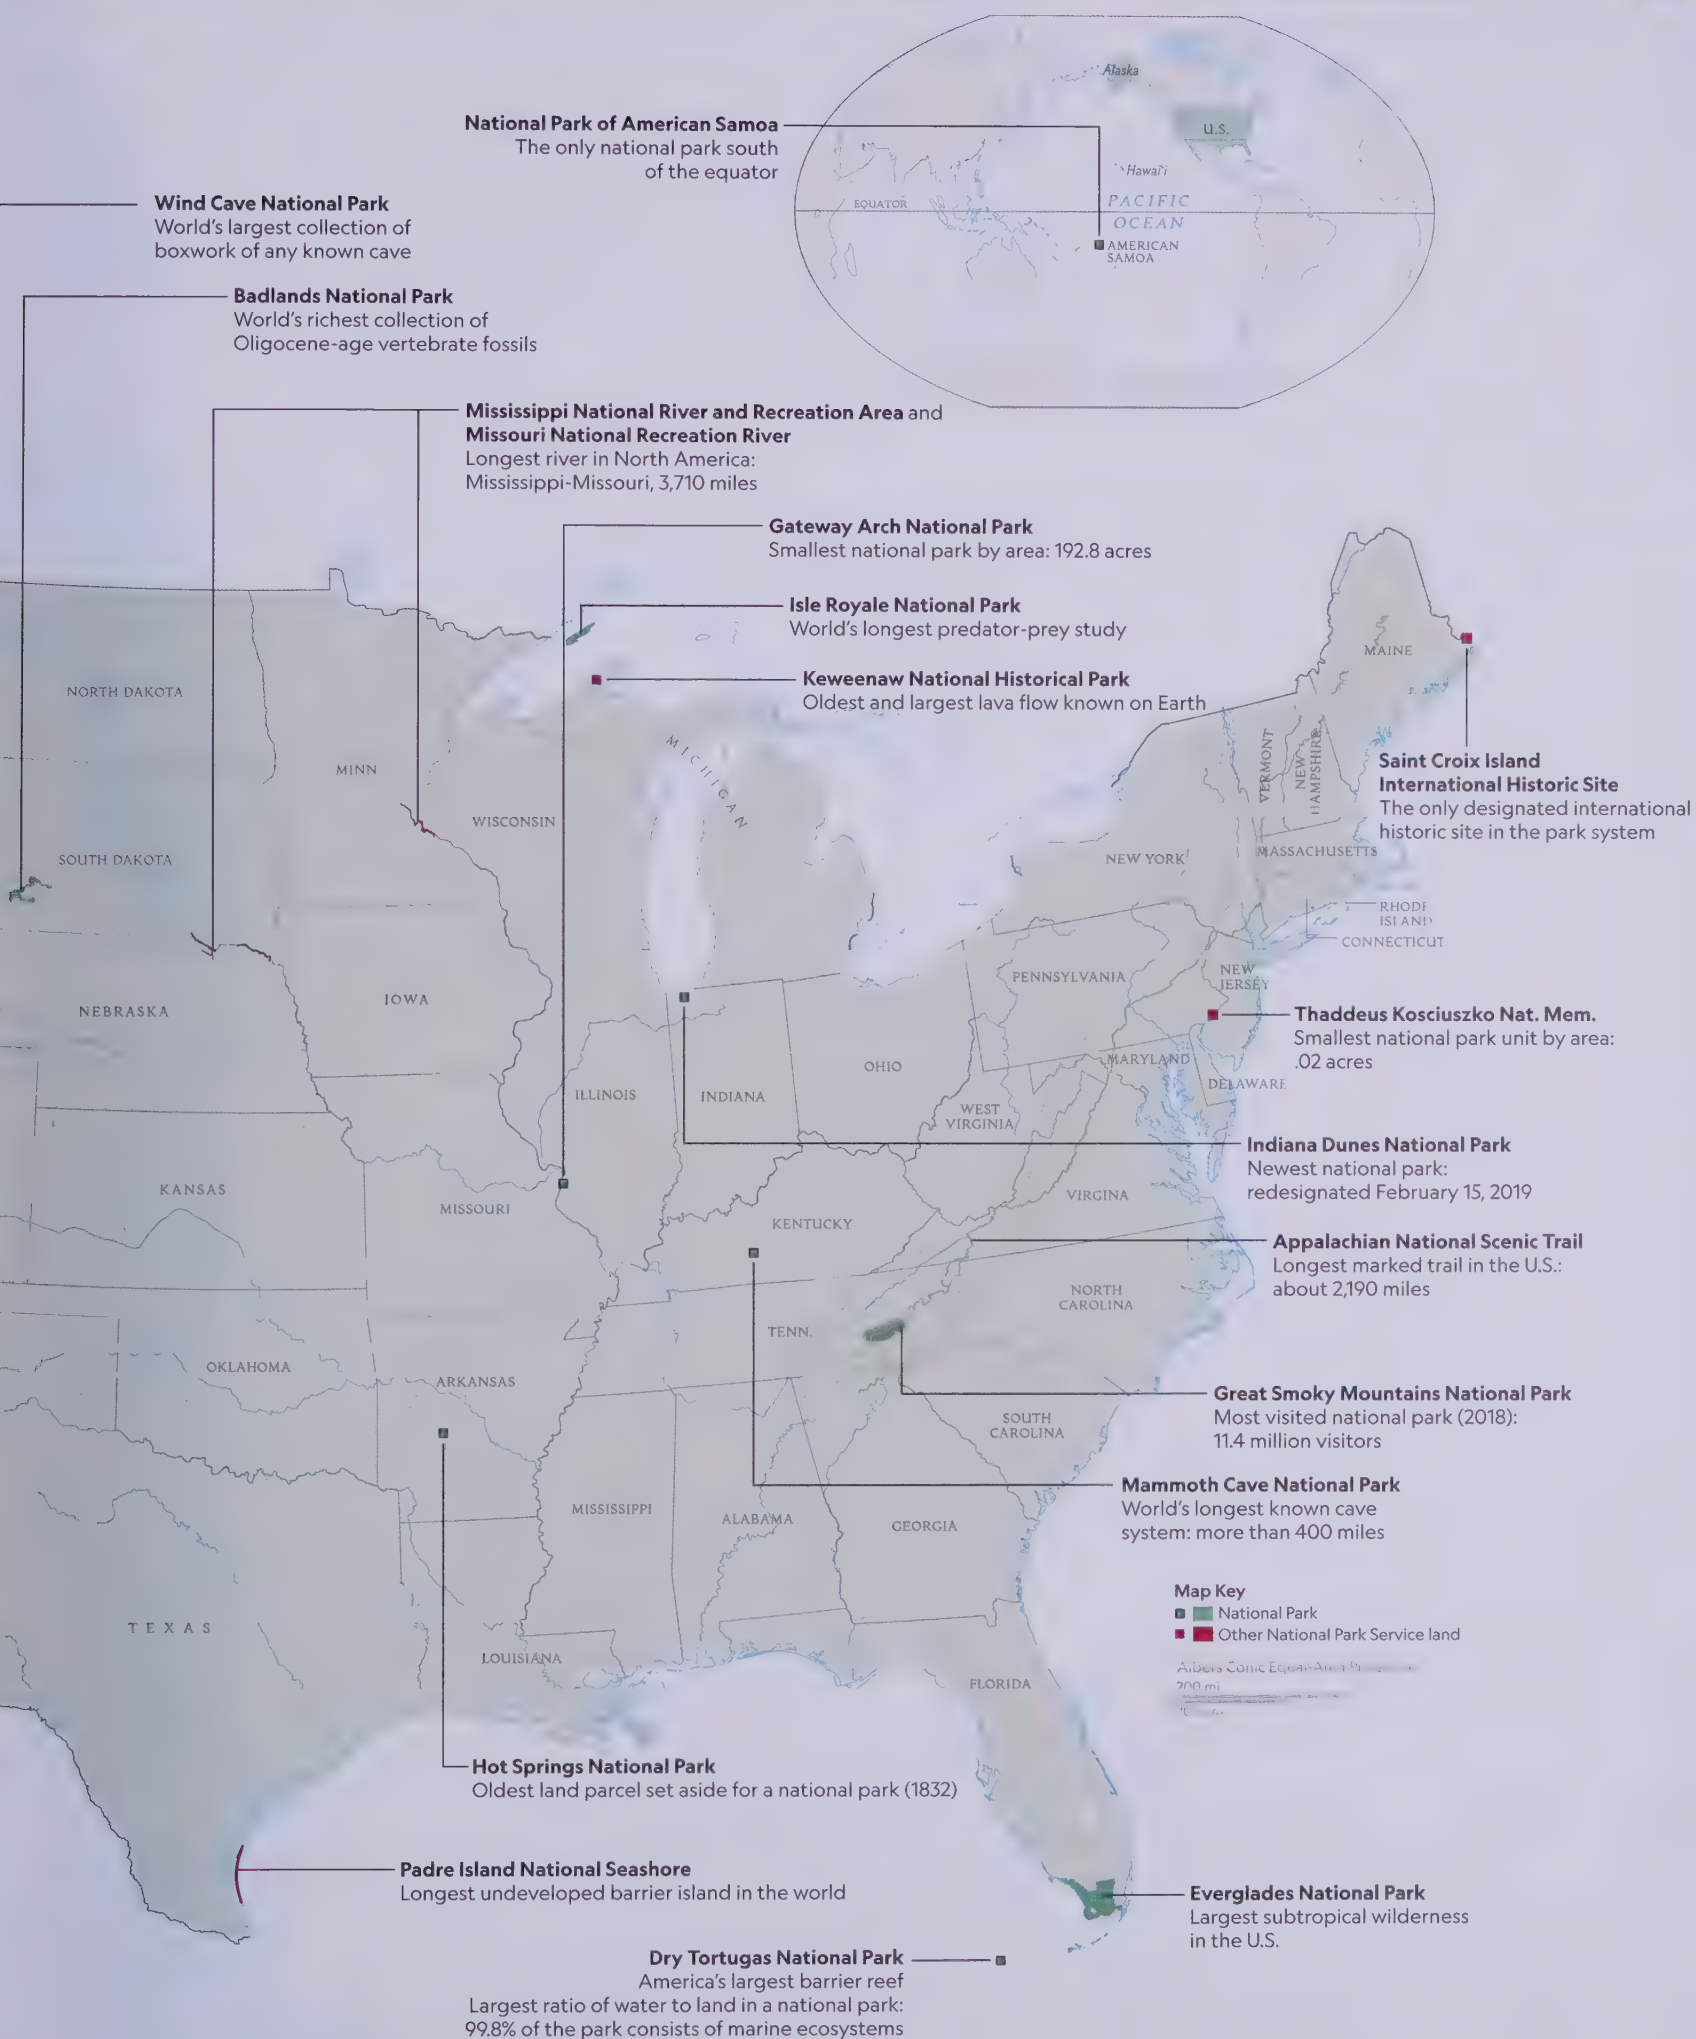 Alaska
National Park of American Samoa
The only national park south
of the equator
U.S.
Hawai'i
EQUATOR
PACIFIC
OCEAN
AMERICAN
SAMOA
Wind Cave National Park
World's largest collection of
boxwork of any known cave
Badlands National Park
World's richest collection of
Oligocene-age vertebrate fossils
Mississippi National River and Recreation Area and
Missouri National Recreation River
Longest river in North America:
Mississippi-Missouri, 3,710 miles
Gateway Arch National Park
Smallest national park by area: 192.8 acres
Isle Royale National Park
World's longest predator-prey study
Keweenaw National Historical Park
Oldest and largest lava flow known on Earth
MAINE
NORTH DAKOTA
MINN
MICHIGAN
WISCONSIN
VERMONT
NEW
HAMPSHIRE
Saint Croix Island
International Historic Site
The only designated international
historic site in the park system
SOUTH DAKOTA
NEW YORK
MASSACHUSETTS
RHODE
ISLAND
CONNECTICUT
PENNSYLVANIA
NEW
JERSEY
NEBRASKA
IOWA
Thaddeus Kosciuszko Nat. Mem.
Smallest national park unit by area:
.02 acres
OHIO
MARYLAND
DELAWARE
ILLINOIS
INDIANA
WEST
VIRGINIA
Indiana Dunes National Park
Newest national park:
redesignated February 15, 2019
KANSAS
MISSOURI
VIRGINA
KENTUCKY
Appalachian National Scenic Trail
Longest marked trail in the U.S.:
about 2,190 miles
NORTH
CAROLINA
TENN.
OKLAHOMA
ARKANSAS
Great Smoky Mountains National Park
Most visited national park (2018):
11.4 million visitors
SOUTH
CAROLINA
Mammoth Cave National Park
World's longest known cave
system: more than 400 miles
MISSISSIPPI
ALABAMA
GEORGIA
Map Key
National Park
Other National Park Service land
200 mi
TEXAS
LOUISIANA
FLORIDA
Hot Springs National Park
Oldest land parcel set aside for a national park (1832)
Padre Island National Seashore
Longest undeveloped barrier island in the world
Everglades National Park
Largest subtropical wilderness
in the U.S.
Dry Tortugas National Park
America's largest barrier reef
Largest ratio of water to land in a national park:
99.8% of the park consists of marine ecosystems